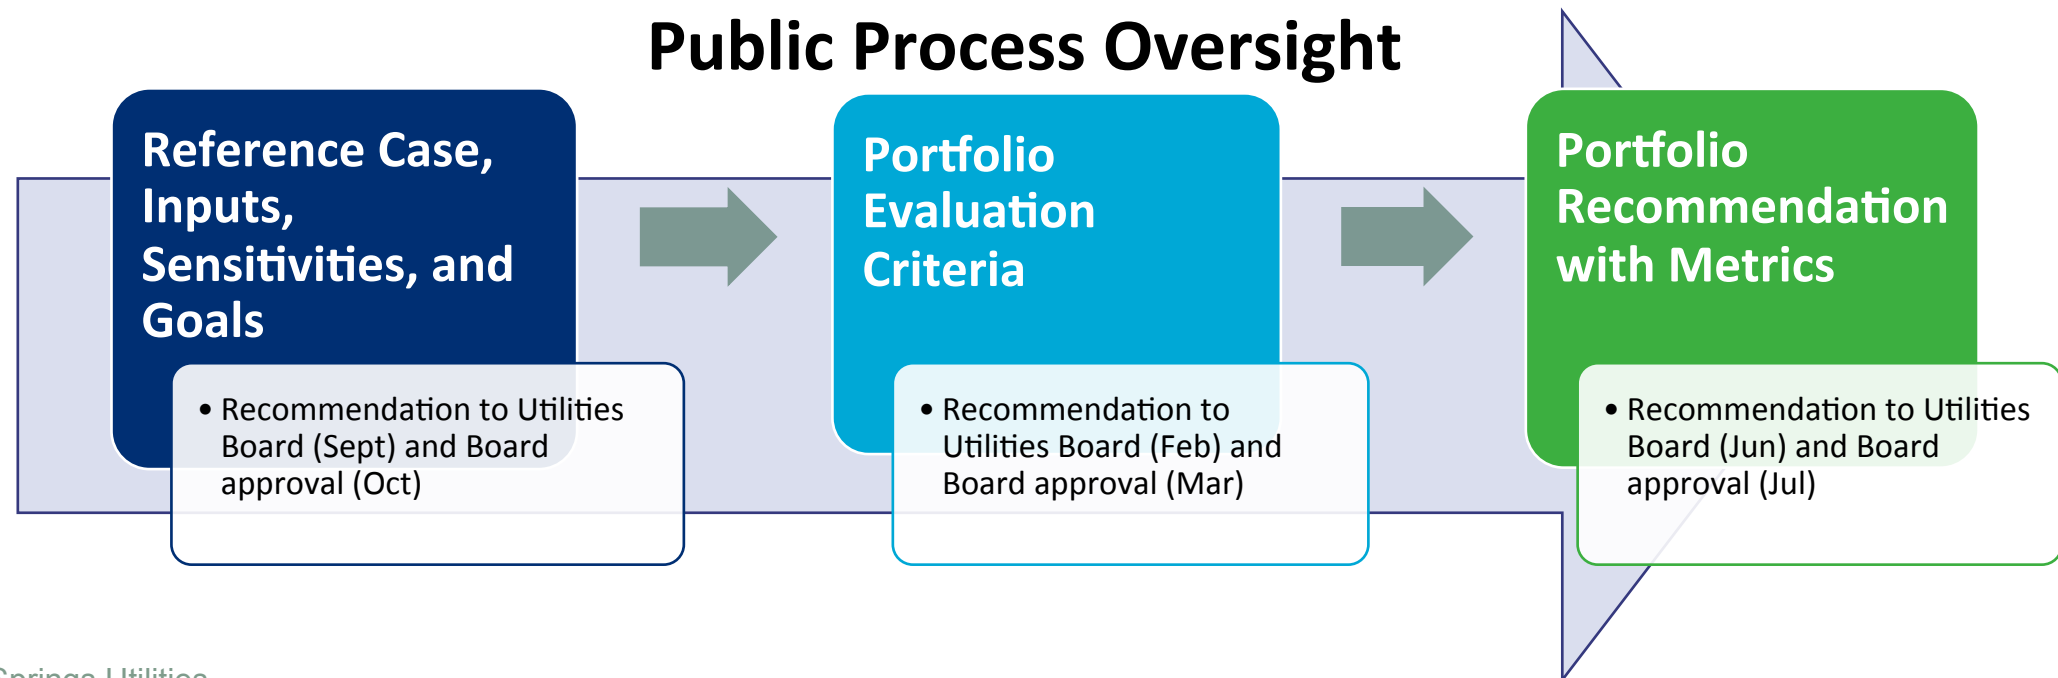 Public Process Oversight
Reference Case,
Inputs,
Sensitivities, and
Goals
• Recommendation to Utilities
Board (Sept) and Board
approval (Oct)
Portfolio
Evaluation
Criteria
• Recommendation to
Utilities Board (Feb) and
Board approval (Mar)
Portfolio
Recommendation
with Metrics
• Recommendation to Utilities
Board (Jun) and Board
approval (Jul)
Springs Utilities